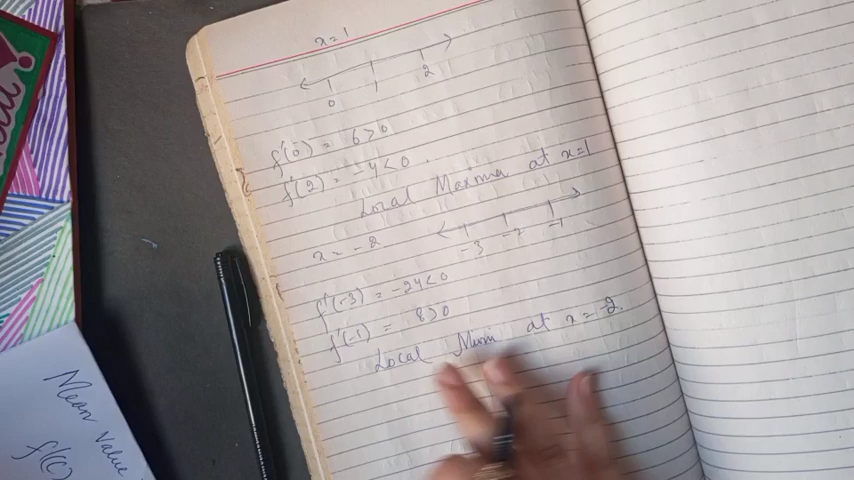 x = 1
0 1 2
f'(0) = 6 > 0
f'(2) = -4 < 0.
Local Maxima at x=1
x = -2
-3 -2 -1
f'(-3) = -24 < 0
f'(-1) = 8 > 0
Local Mini at x = -2.
Mean Value
f'(c)